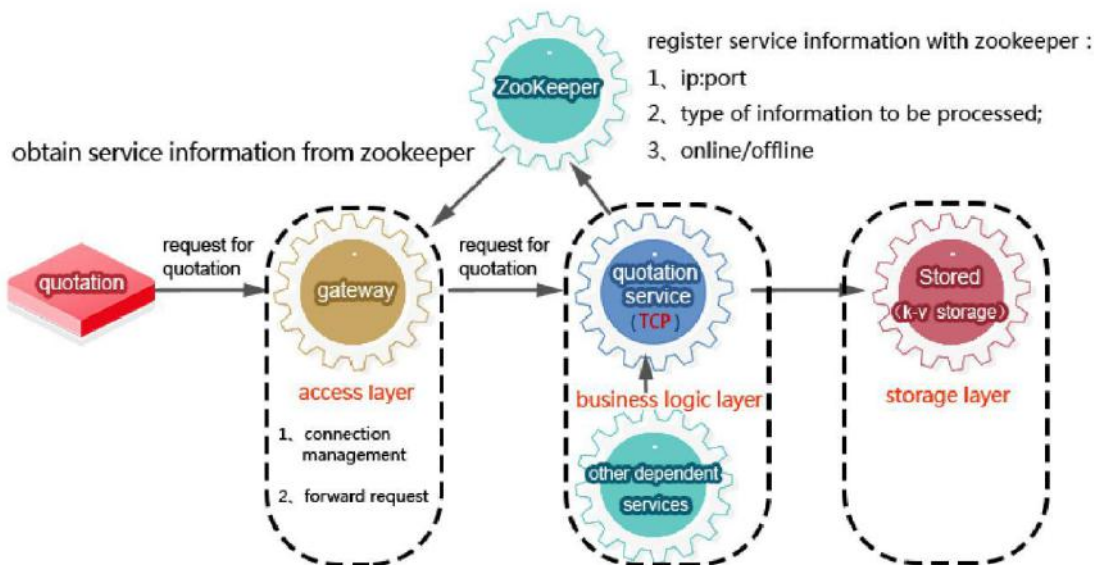 register service information with zookeeper :
1、ip:port
2、type of information to be processed;
3、online/offline
ZooKeeper
obtain service information from zookeeper
quotation
request for
quotation
gateway
access layer
1、connection
management
2、forward request
request for
quotation
quotation
service
(TCP)
business logic layer
other dependent
services
Stored
(k-v storage)
storage layer